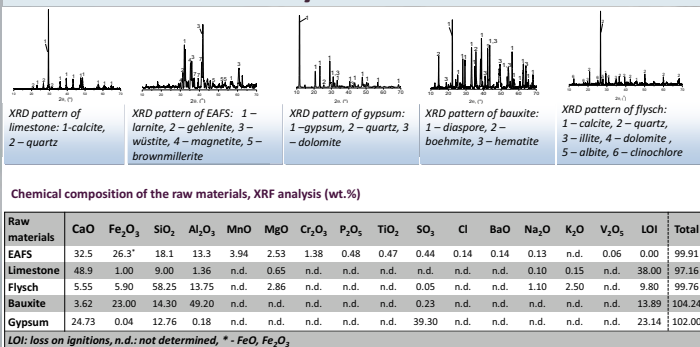 XRD pattern of
limestone: 1-calcite,
2 – quartz
XRD pattern of EAFS: 1 –
larnite, 2 – gehlenite, 3 –
wüstite, 4 – magnetite, 5 –
brownmillerite
XRD pattern of gypsum:
1 –gypsum, 2 – quartz, 3
– dolomite
XRD pattern of bauxite:
1 – diaspore, 2 –
boehmite, 3 – hematite
XRD pattern of flysch:
1 – calcite, 2 – quartz,
3 – illite, 4 – dolomite ,
5 – albite, 6 – clinochlore
Chemical composition of the raw materials, XRF analysis (wt.%)
Raw materials CaO Fe₂O₃ SiO₂ Al₂O₃ MnO MgO Cr₂O₃ P₂O₅ TiO₂ SO₃ Cl BaO Na₂O K₂O V₂O₅ LOI Total
EAFS 32.5 26.3* 18.1 13.3 3.94 2.53 1.38 0.48 0.47 0.44 0.14 0.14 0.13 n.d. 0.06 0.00 99.91
Limestone 48.9 1.00 9.00 1.36 n.d. 0.65 n.d. n.d. n.d. n.d. n.d. n.d. 0.10 0.15 n.d. 38.00 97.16
Flysch 5.55 5.90 58.25 13.75 n.d. 2.86 n.d. n.d. n.d. 0.05 n.d. n.d. 1.10 2.50 n.d. 9.80 99.76
Bauxite 3.62 23.00 14.30 49.20 n.d. n.d. n.d. n.d. n.d. 0.23 n.d. n.d. n.d. n.d. n.d. 13.89 104.24
Gypsum 24.73 0.04 12.76 0.18 n.d. n.d. n.d. n.d. n.d. 39.30 n.d. n.d. n.d. n.d. n.d. 23.14 102.00
LOI: loss on ignitions, n.d.: not determined, * - FeO, Fe₂O₃